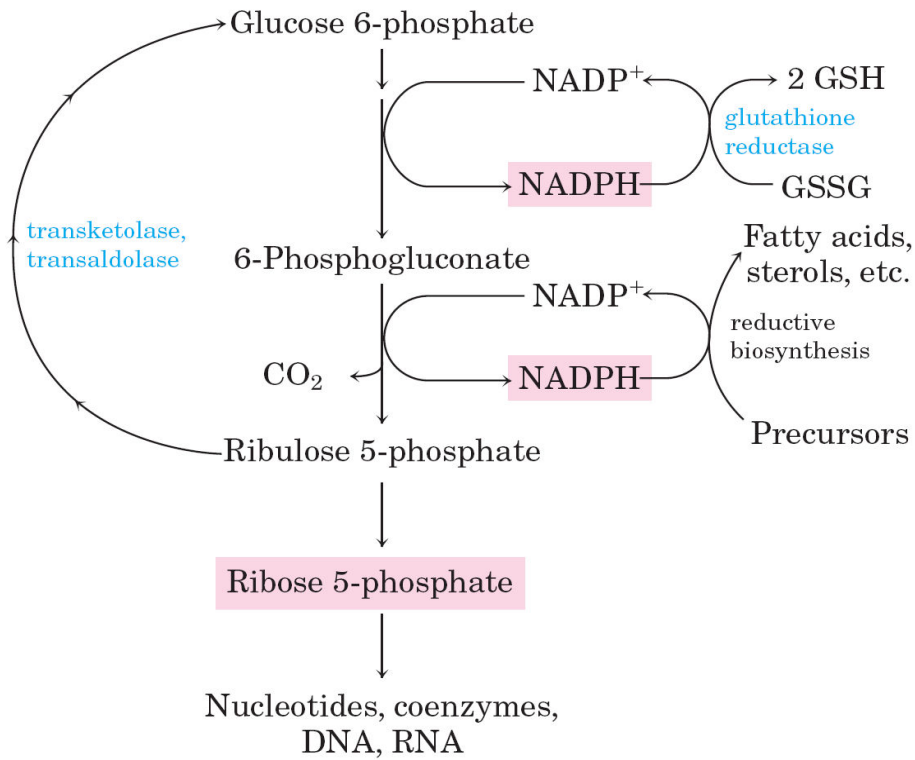 Glucose 6-phosphate
NADP+
2 GSH
glutathione
reductase
NADPH
GSSG
transketolase,
transaldolase
6-Phosphogluconate
Fatty acids,
sterols, etc.
NADP+
reductive
biosynthesis
CO2
NADPH
Precursors
Ribulose 5-phosphate
Ribose 5-phosphate
Nucleotides, coenzymes,
DNA, RNA